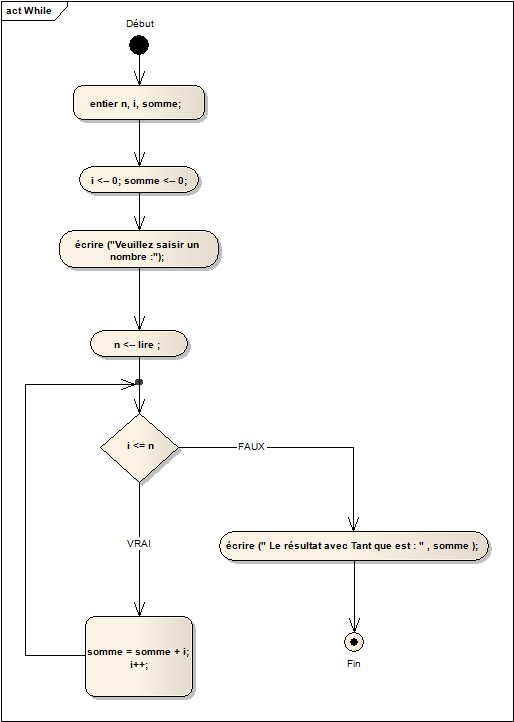 act While
Début
entier n, i, somme;
i <-- 0; somme <-- 0;
écrire ("Veuillez saisir un
nombre :");
n <-- lire ;
i <= n
FAUX
VRAI
écrire (" Le résultat avec Tant que est : " , somme );
somme = somme + i;
i++;
Fin